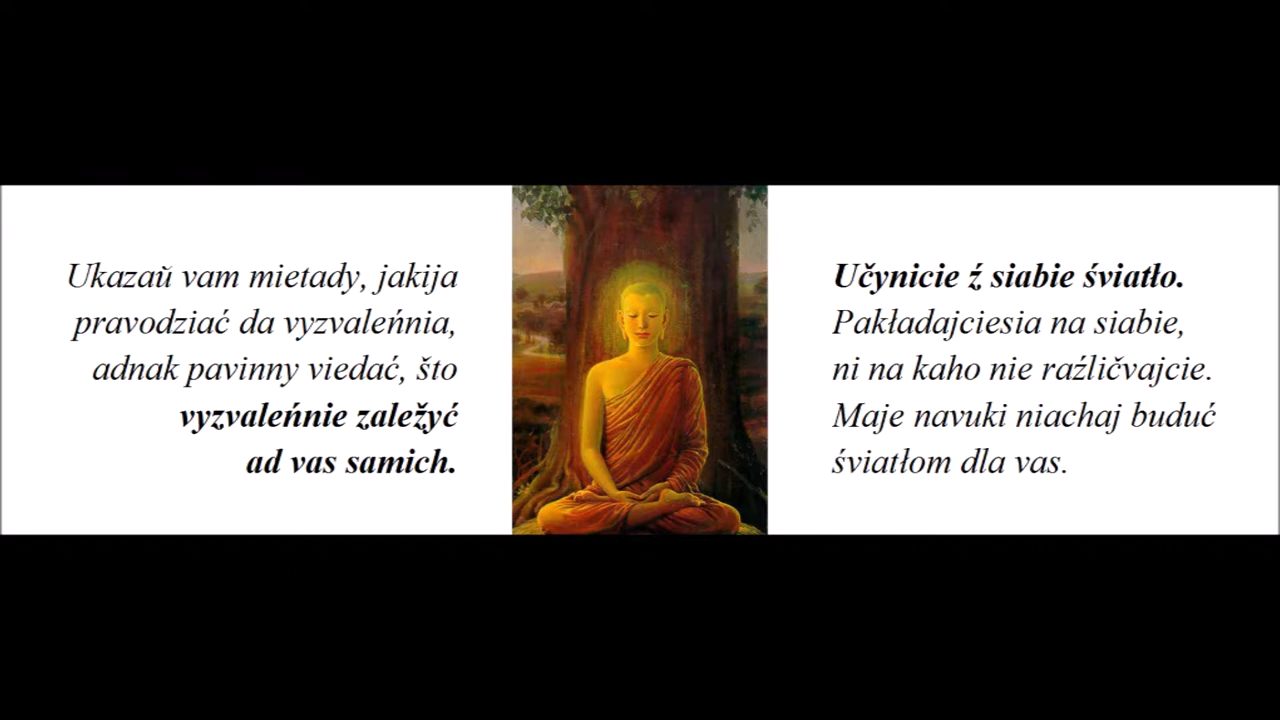 Ukazaŭ vam mietady, jakija
pravodziać da vyzvaleńnia,
adnak pavinny viedać, što
vyzvaleńnie zaležyć
ad vas samich.
Učynicie ź siabie śviatło.
Pakładajciesia na siabie,
ni na kaho nie raźličvajcie.
Maje navuki niachaj buduć
śviatłom dla vas.